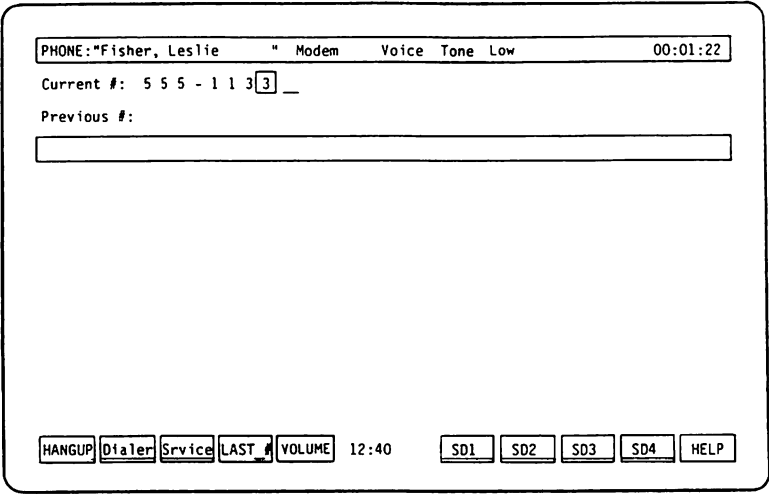 PHONE:"Fisher, Leslie " Modem Voice Tone Low 00:01:22
Current #: 5 5 5 - 1 1 3 3 _
Previous #:
HANGUP Dialer Srvice LAST_# VOLUME 12:40 SD1 SD2 SD3 SD4 HELP